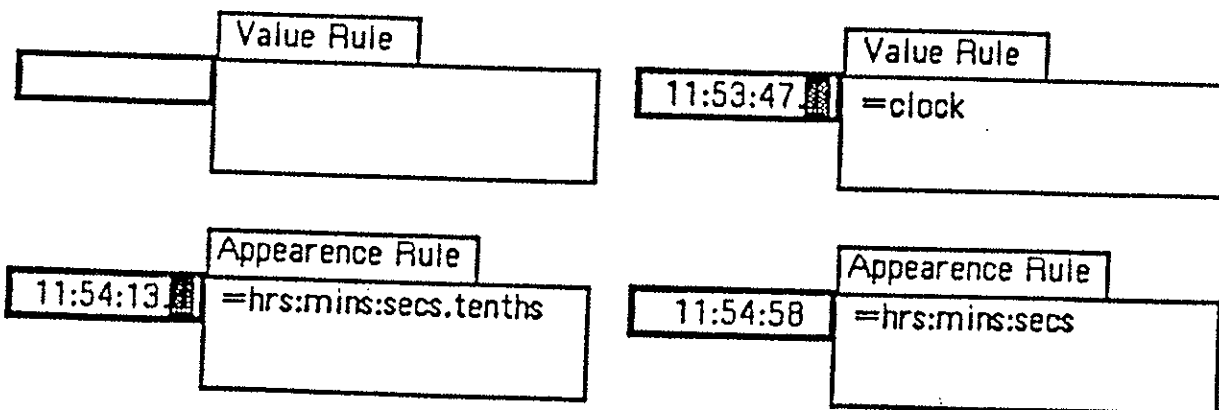 Value Rule
Value Rule
11:53:47.
=clock
Appearence Rule
11:54:13.
=hrs:mins:secs.tenths
Appearence Rule
11:54:58
=hrs:mins:secs